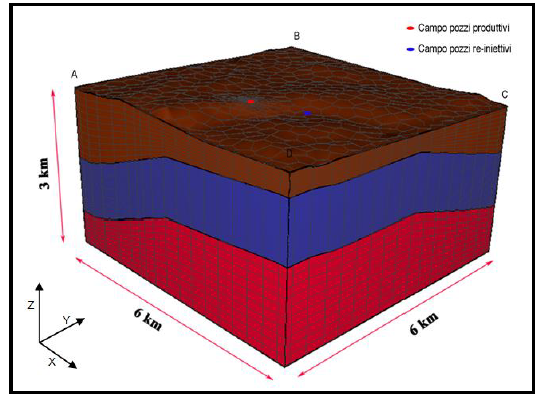 Campo pozzi produttivi
Campo pozzi re-iniettivi
B
A
C
D
3 km
6 km
6 km
Z
Y
X